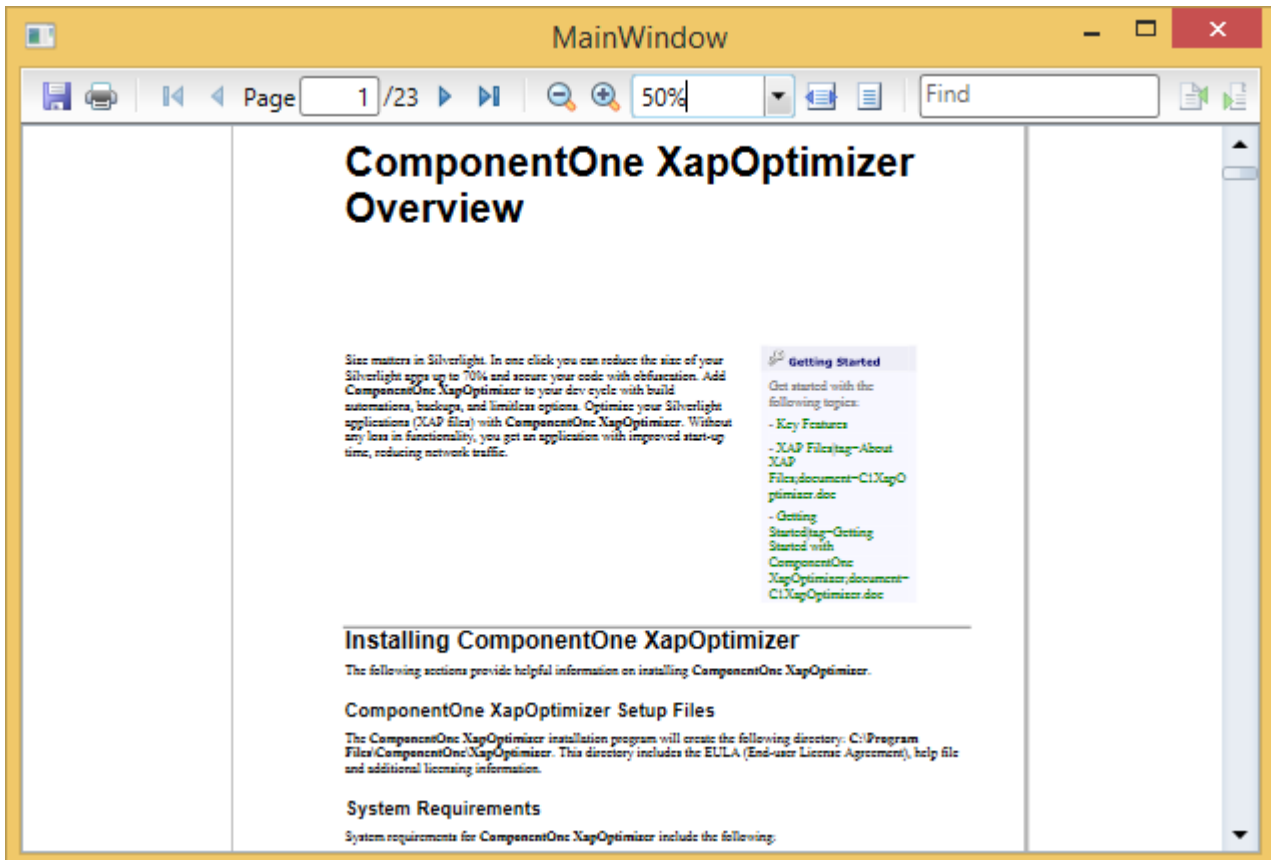 MainWindow
Page 1 /23 50% Find
ComponentOne XapOptimizer
Overview
Size matters in Silverlight. In one click you can reduce the size of your
Silverlight apps up to 70% and secure your code with obfuscation. Add
ComponentOne XapOptimizer to your dev cycle with build
automations, backups, and limitless options. Optimize your Silverlight
applications (XAP files) with ComponentOne XapOptimizer. Without
any loss in functionality, you get an application with improved start-up
time, reducing network traffic.
Getting Started
Get started with the
following topics:
- Key Features
- XAP Files|tag=About
XAP
Files;document=C1XapO
ptimizer.doc
- Getting
Started|tag=Getting
Started with
ComponentOne
XapOptimizer;document=
C1XapOptimizer.doc
Installing ComponentOne XapOptimizer
The following sections provide helpful information on installing ComponentOne XapOptimizer.
ComponentOne XapOptimizer Setup Files
The ComponentOne XapOptimizer installation program will create the following directory: C:\Program
Files\ComponentOne\XapOptimizer. This directory includes the EULA (End-user License Agreement), help file
and additional licensing information.
System Requirements
System requirements for ComponentOne XapOptimizer include the following: